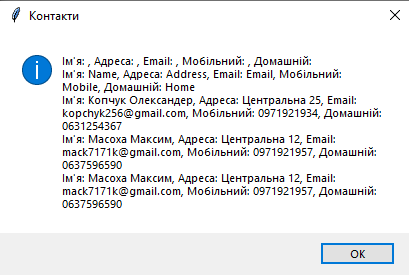 Контакти
Ім'я: , Адреса: , Email: , Мобільний: , Домашній:
Ім'я: Name, Адреса: Address, Email: Email, Мобільний:
Mobile, Домашній: Home
Ім'я: Копчук Олександер, Адреса: Центральна 25, Email:
kopchyk256@gmail.com, Мобільний: 0971921934, Домашній:
0631254367
Ім'я: Масоха Максим, Адреса: Центральна 12, Email:
mack7171k@gmail.com, Мобільний: 0971921957, Домашній:
0637596590
Ім'я: Масоха Максим, Адреса: Центральна 12, Email:
mack7171k@gmail.com, Мобільний: 0971921957, Домашній:
0637596590
ОК